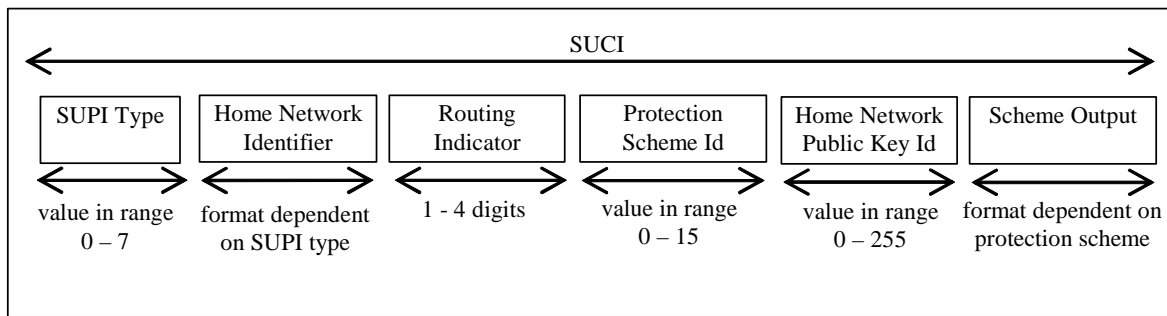 SUCI
SUPI Type
Home Network
Identifier
Routing
Indicator
Protection
Scheme Id
Home Network
Public Key Id
Scheme Output
value in range
0 – 7
format dependent
on SUPI type
1 - 4 digits
value in range
0 – 15
value in range
0 – 255
format dependent on
protection scheme